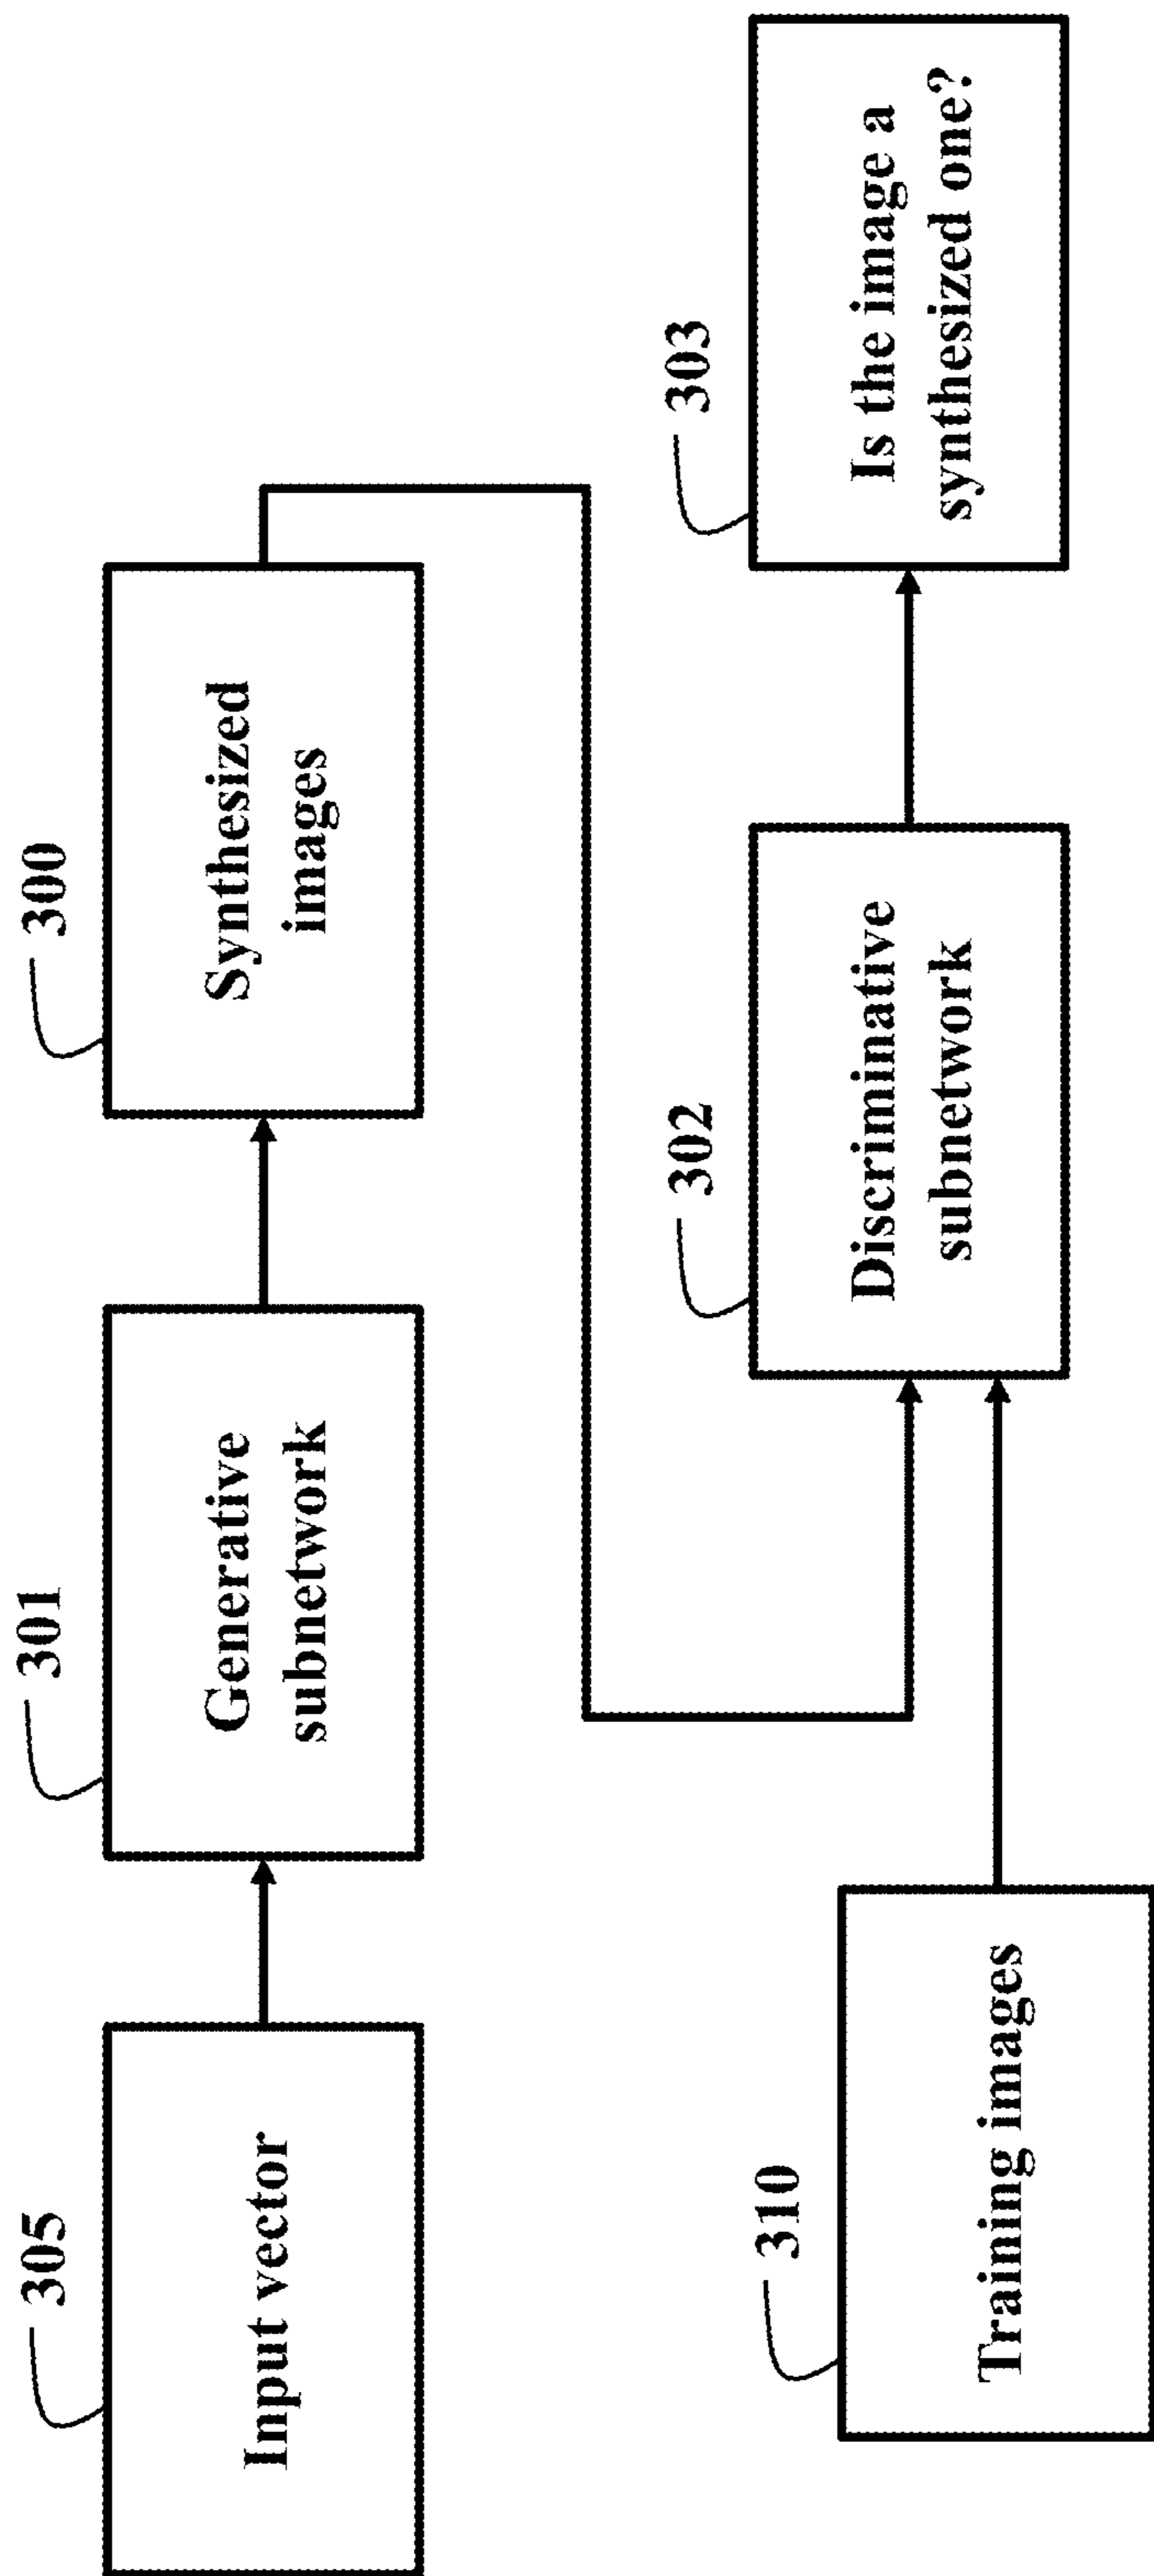 305
Input vector
301
Generative
subnetwork
300
Synthesized
images
310
Training images
302
Discriminative
subnetwork
303
Is the image a
synthesized one?